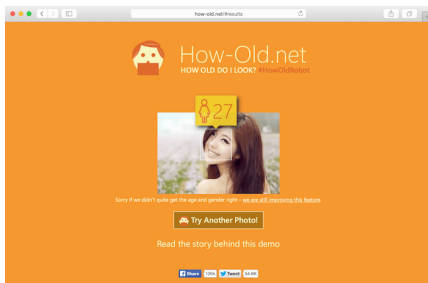 how-old.net/#results
How-Old.net
HOW OLD DO I LOOK? #HowOldRobot
27
Sorry if we didn't quite get the age and gender right - we are still improving this feature.
Try Another Photo!
Read the story behind this demo
Share
Tweet